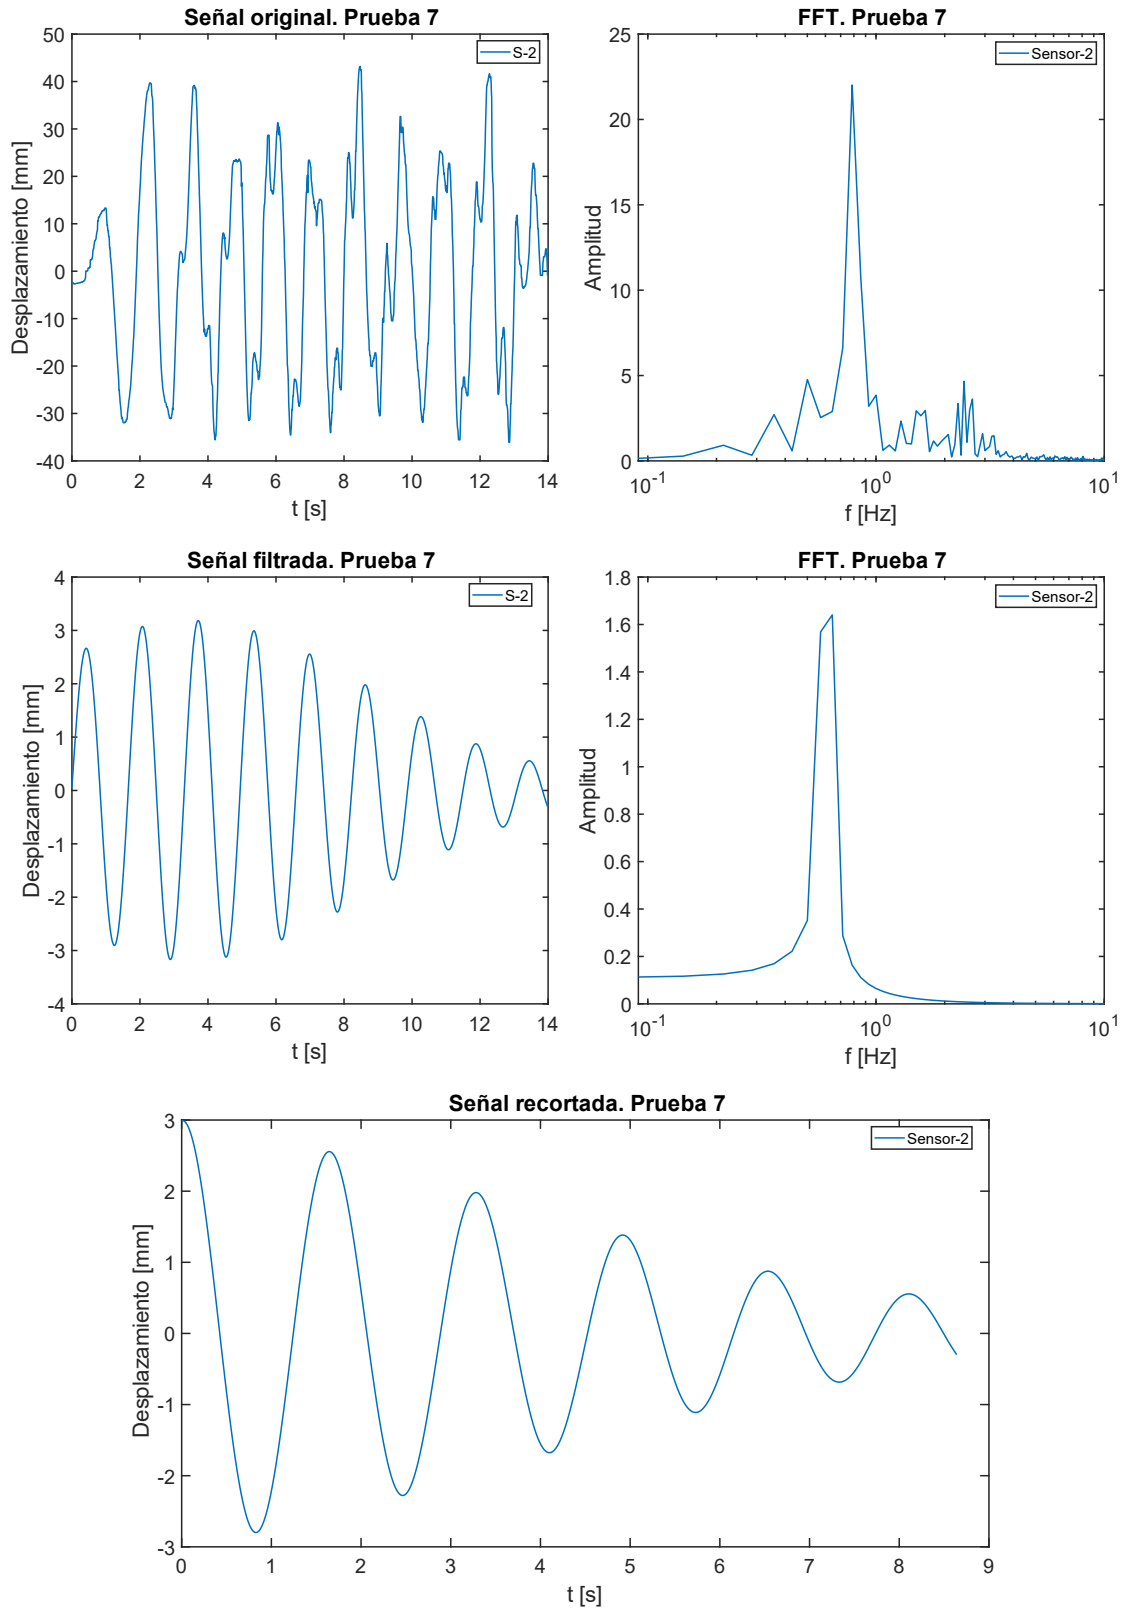 Señal original. Prueba 7
S-2
Desplazamiento [mm]
50
40
30
20
10
0
-10
-20
-30
-40
0 2 4 6 8 10 12 14
t [s]
FFT. Prueba 7
Sensor-2
Amplitud
25
20
15
10
5
0
10^-1 10^0 10^1
f [Hz]
Señal filtrada. Prueba 7
S-2
Desplazamiento [mm]
4
3
2
1
0
-1
-2
-3
-4
0 2 4 6 8 10 12 14
t [s]
FFT. Prueba 7
Sensor-2
Amplitud
1.8
1.6
1.4
1.2
1
0.8
0.6
0.4
0.2
0
10^-1 10^0 10^1
f [Hz]
Señal recortada. Prueba 7
Sensor-2
Desplazamiento [mm]
3
2
1
0
-1
-2
-3
0 1 2 3 4 5 6 7 8 9
t [s]